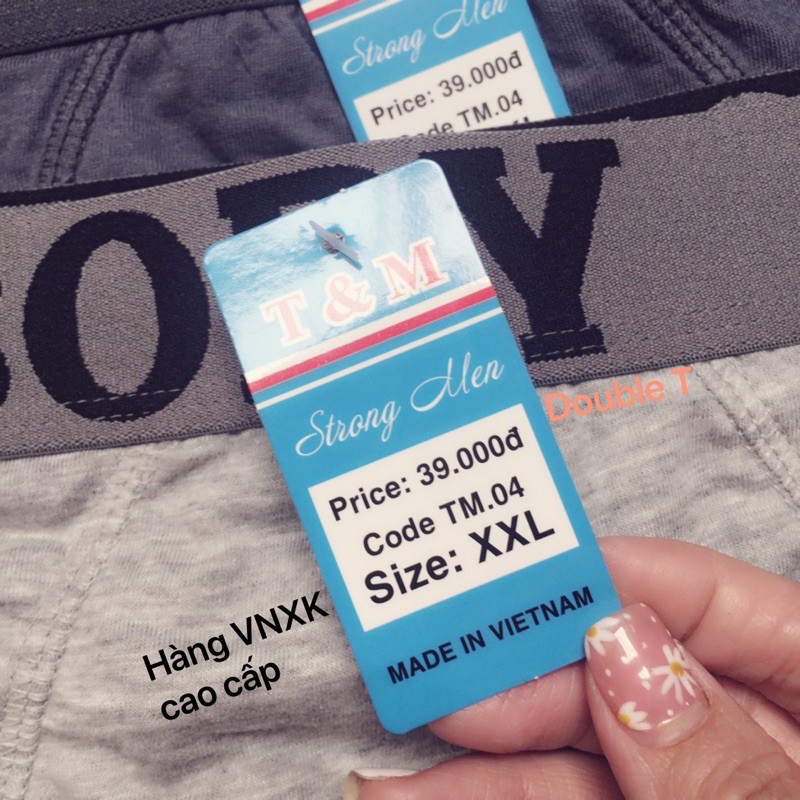 Strong Men
Price: 39.000đ
Code TM.04
BODY
T & M
Strong Men
Double T
Price: 39.000đ
Code TM.04
Size: XXL
MADE IN VIETNAM
Hàng VNXK
cao cấp